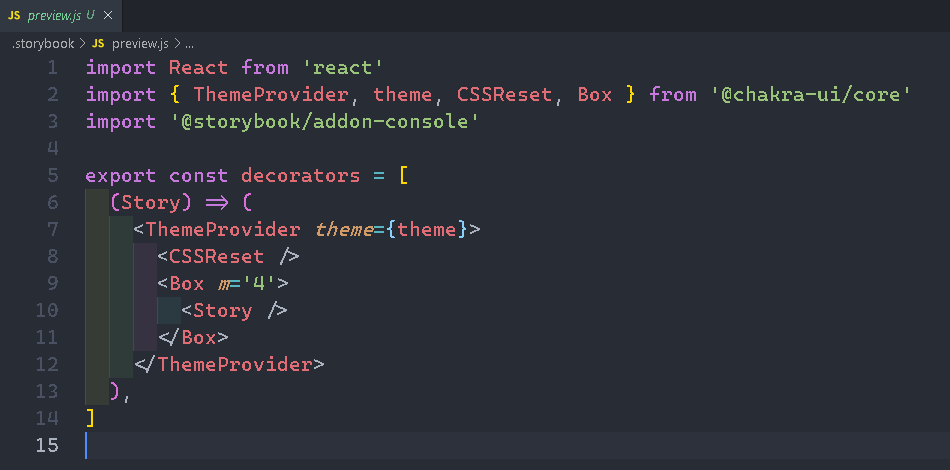 JS preview.js U ×
.storybook > JS preview.js > ...
1 import React from 'react'
2 import { ThemeProvider, theme, CSSReset, Box } from '@chakra-ui/core'
3 import '@storybook/addon-console'
4
5 export const decorators = [
6   (Story) => (
7     <ThemeProvider theme={theme}>
8       <CSSReset />
9       <Box m='4'>
10         <Story />
11       </Box>
12     </ThemeProvider>
13   ),
14 ]
15